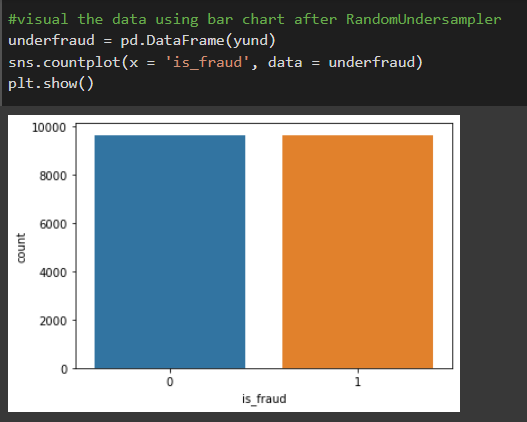 #visual the data using bar chart after RandomUndersampler
underfraud = pd.DataFrame(yund)
sns.countplot(x = 'is_fraud', data = underfraud)
plt.show()
10000
8000
6000
4000
2000
0
count
0 1
is_fraud